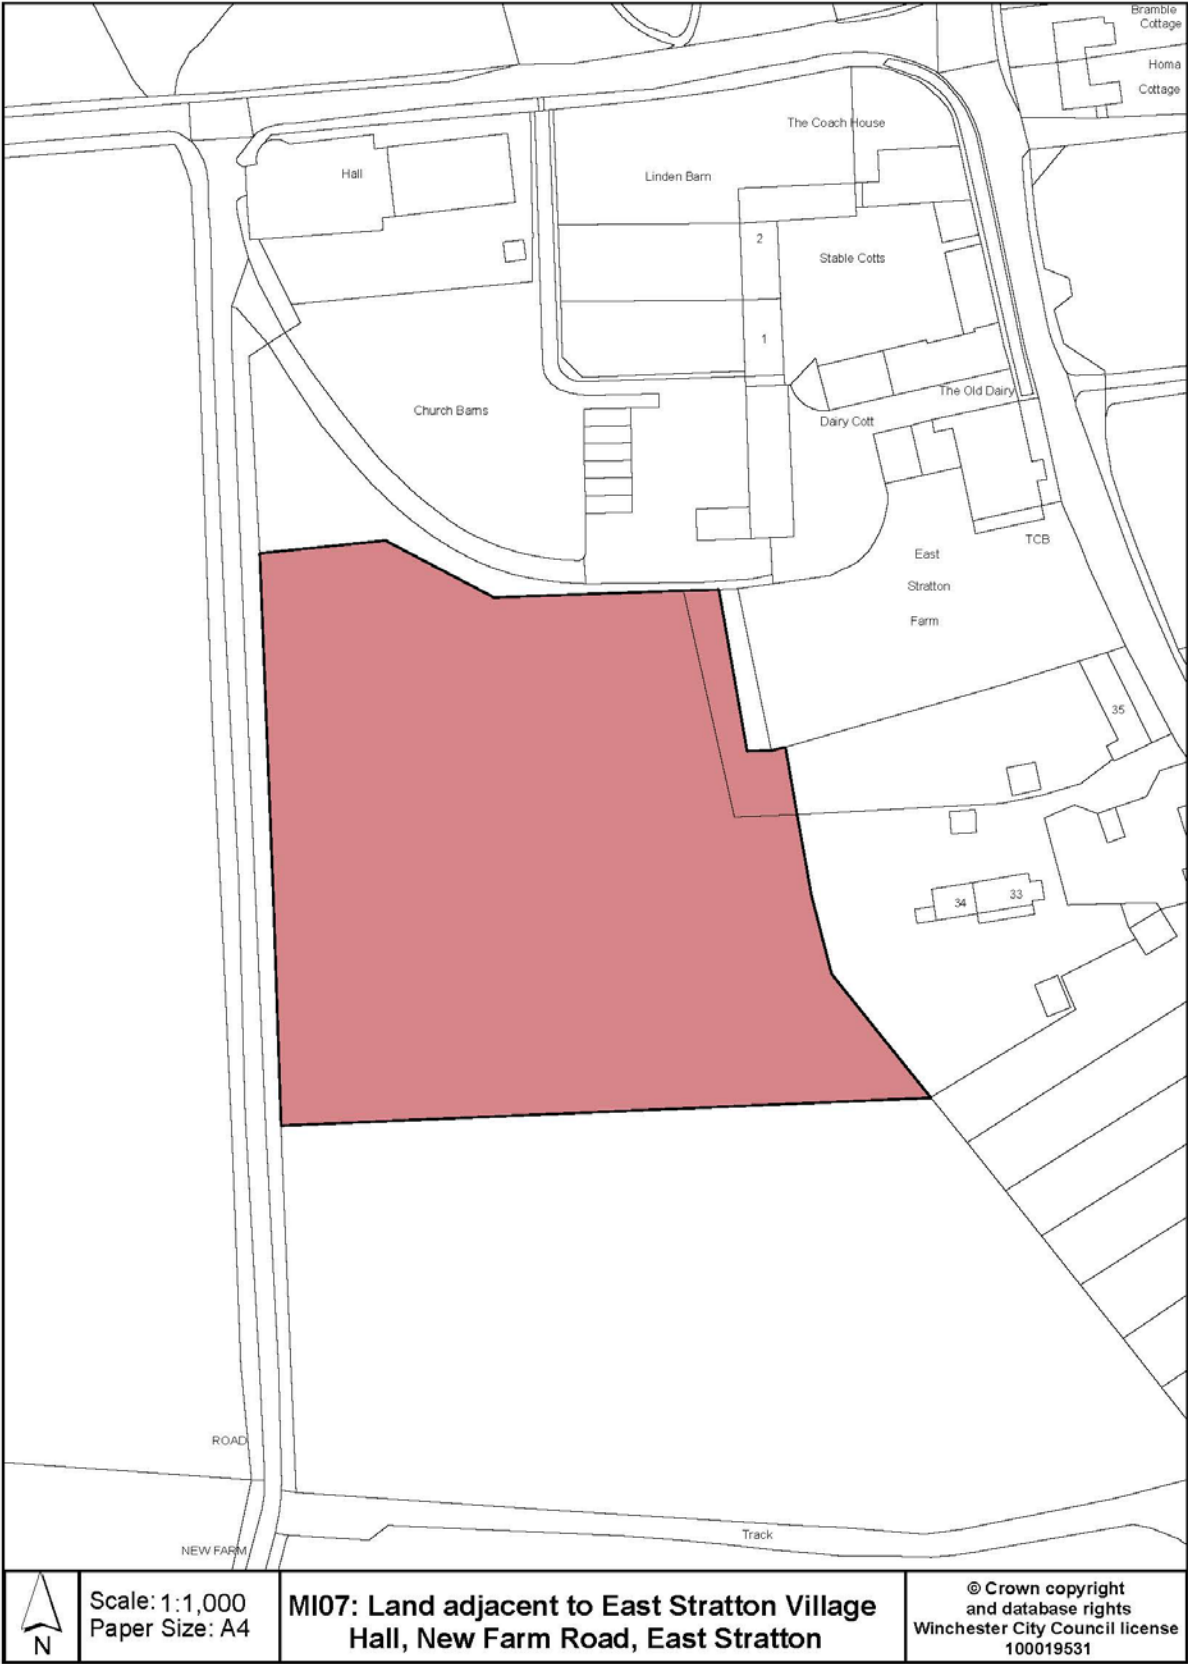 Bramble
Cottage
Homa
Cottage
The Coach House
Hall
Linden Barn
2
Stable Cotts
1
The Old Dairy
Church Barns
Dairy Cott
TCB
East
Stratton
Farm
35
34
33
ROAD
Track
NEW FARM
N
Scale: 1:1,000
Paper Size: A4
MI07: Land adjacent to East Stratton Village
Hall, New Farm Road, East Stratton
© Crown copyright
and database rights
Winchester City Council license
100019531